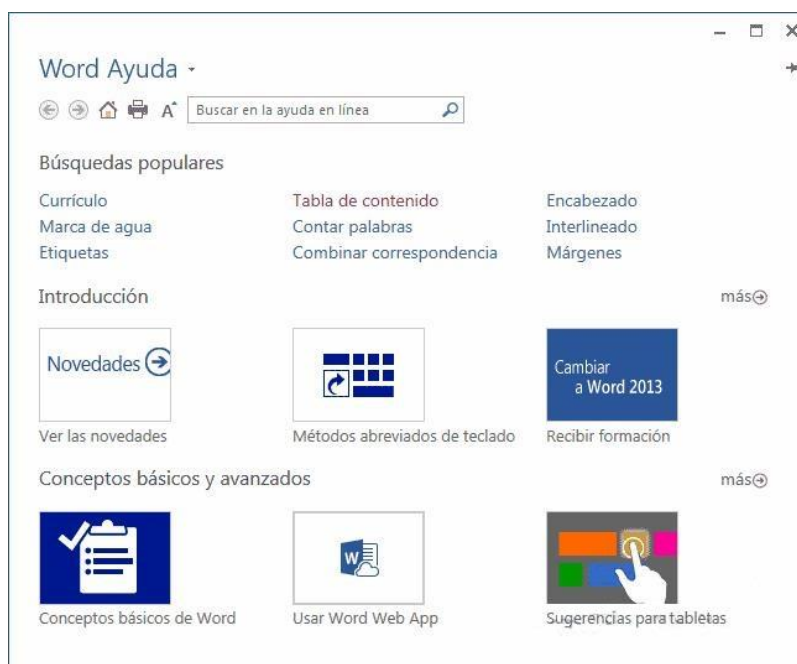 Word Ayuda
A
Buscar en la ayuda en línea
Búsquedas populares
Currículo Tabla de contenido Encabezado
Marca de agua Contar palabras Interlineado
Etiquetas Combinar correspondencia Márgenes
Introducción más
Novedades
Cambiar
a Word 2013
Ver las novedades Métodos abreviados de teclado Recibir formación
Conceptos básicos y avanzados más
W
Conceptos básicos de Word Usar Word Web App Sugerencias para tabletas